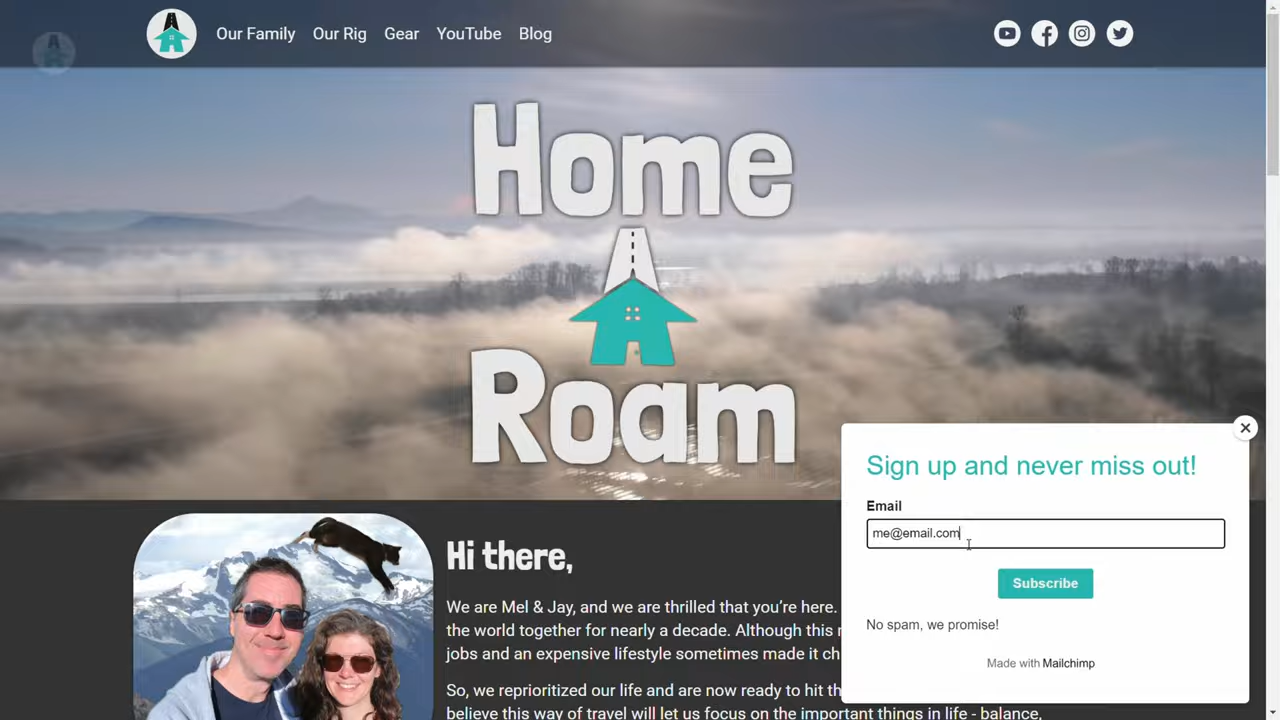 Our Family Our Rig Gear YouTube Blog
Home
Roam
Sign up and never miss out!
Email
me@email.com
Subscribe
No spam, we promise!
Made with Mailchimp
Hi there,
We are Mel & Jay, and we are thrilled that you're here.
the world together for nearly a decade. Although this
jobs and an expensive lifestyle sometimes made it
So, we reprioritized our life and are now ready to hit
believe this way of travel will let us focus on the important things in life - balance,